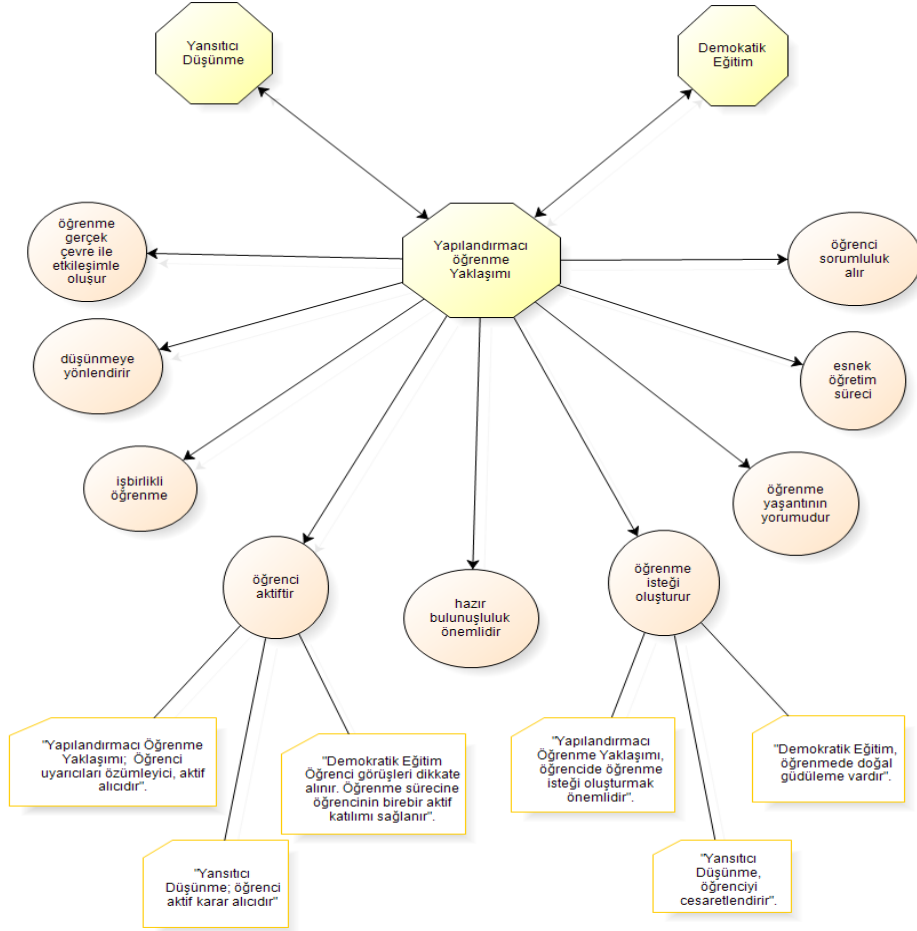 Yansıtıcı
Düşünme
Demokatik
Eğitim
Yapılandırmacı
öğrenme
Yaklaşımı
öğrenme
gerçek
çevre ile
etkileşimle
oluşur
öğrenci
sorumluluk
alır
düşünmeye
yönlendirir
esnek
öğretim
süreci
işbirlikli
öğrenme
öğrenme
yaşantının
yorumudur
öğrenci
aktiftir
hazır
bulunuşluluk
önemlidir
öğrenme
isteği
oluşturur
"Yapılandırmacı Öğrenme
Yaklaşımı; Öğrenci
uyarıcıları özümleyici, aktif
alıcıdır".
"Demokratik Eğitim
Öğrenci görüşleri dikkate
alınır. Öğrenme sürecine
öğrencinin birebir aktif
katılımı sağlanır".
"Yapılandırmacı
Öğrenme Yaklaşımı,
öğrencide öğrenme
isteği oluşturmak
önemlidir".
"Demokratik Eğitim,
öğrenmede doğal
güdüleme vardır".
"Yansıtıcı
Düşünme; öğrenci
aktif karar alıcıdır"
"Yansıtıcı
Düşünme,
öğrenciyi
cesaretlendirir".